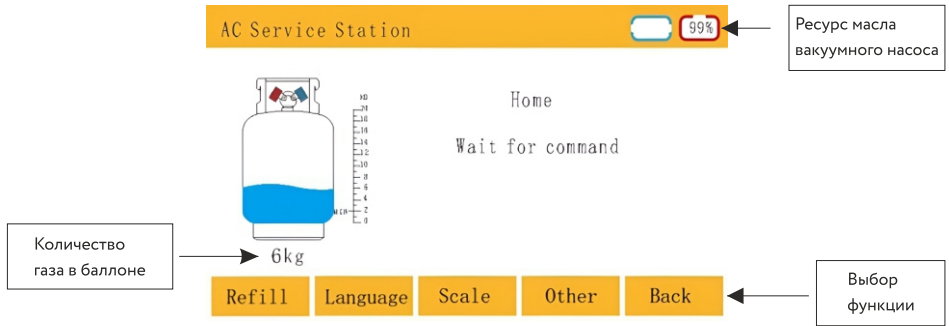 AC Service Station
99%
Ресурс масла
вакуумного насоса
Home
Wait for command
KG
20
18
16
14
12
10
8
6
4
MIN 2
0
Количество
газа в баллоне
6kg
Refill Language Scale Other Back
Выбор
функции